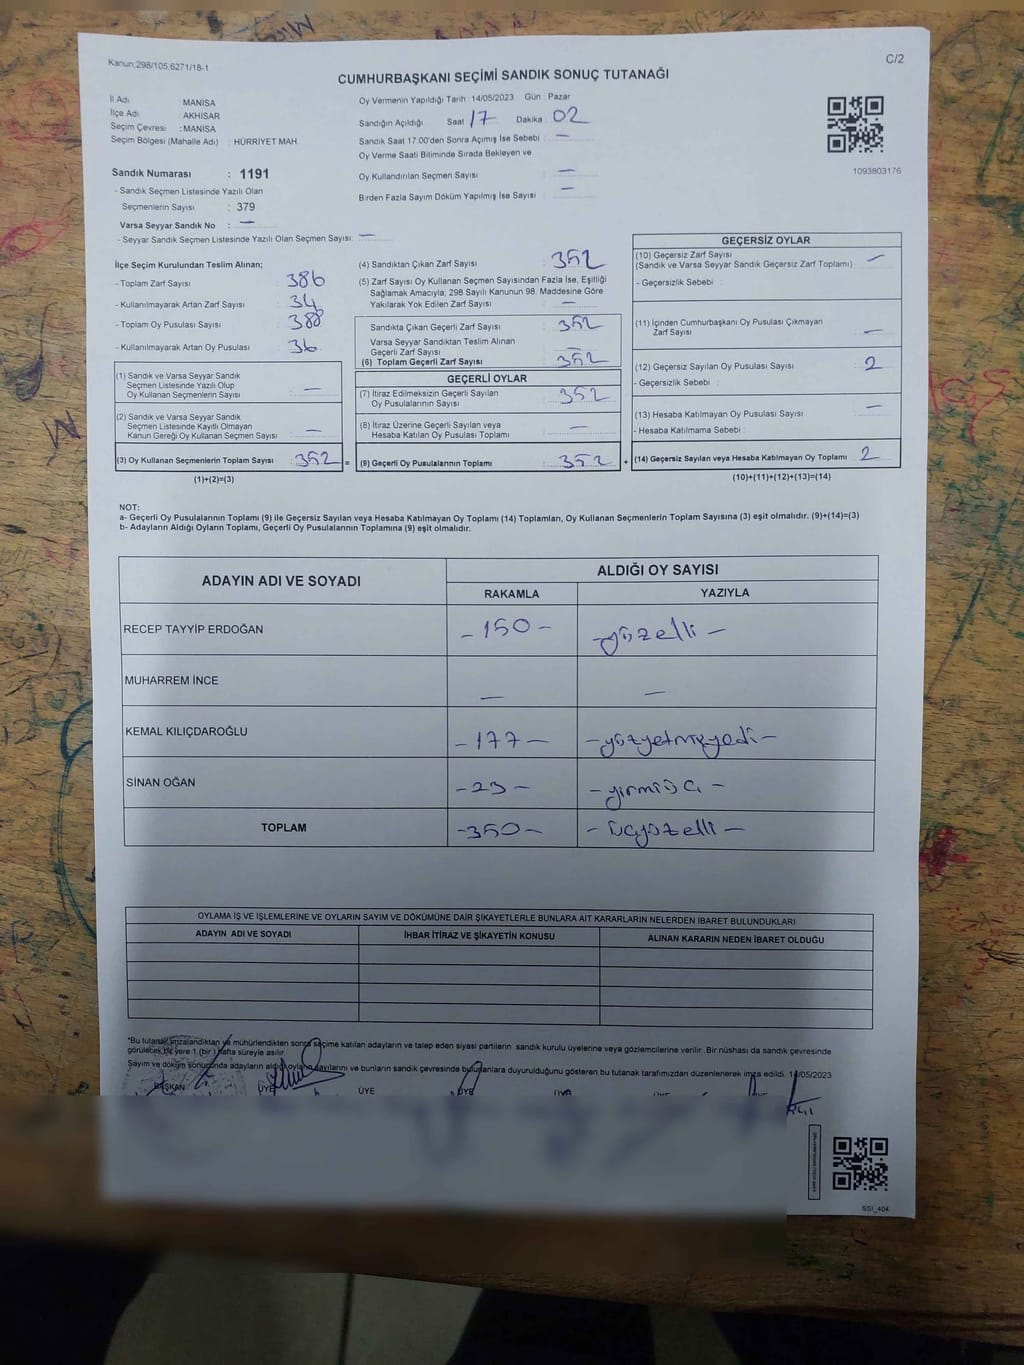 Kanun;298/105;6271/18-1
C/2
CUMHURBAŞKANI SEÇİMİ SANDIK SONUÇ TUTANAĞI
İl Adı : MANİSA
İlçe Adı : AKHİSAR
Seçim Çevresi : MANİSA
Seçim Bölgesi (Mahalle Adı) : HÜRRİYET MAH.
Sandık Numarası : 1191
- Sandık Seçmen Listesinde Yazılı Olan
Seçmenlerin Sayısı : 379
Varsa Seyyar Sandık No : —
- Seyyar Sandık Seçmen Listesinde Yazılı Olan Seçmen Sayısı: —
Oy Vermenin Yapıldığı Tarih :14/05/2023 Gün : Pazar
Sandığın Açıldığı Saat 17 Dakika 02
Sandık Saat 17:00'den Sonra Açımış İse Sebebi : —
Oy Verme Saati Bitiminde Sırada Bekleyen ve
Oy Kullandırılan Seçmen Sayısı : —
Birden Fazla Sayım Döküm Yapılmış İse Sayısı : —
1093803176
İlçe Seçim Kurulundan Teslim Alınan;
- Toplam Zarf Sayısı : 386
- Kullanılmayarak Artan Zarf Sayısı : 34
- Toplam Oy Pusulası Sayısı : 388
- Kullanılmayarak Artan Oy Pusulası : 36
(1) Sandık ve Varsa Seyyar Sandık
Seçmen Listesinde Yazılı Olup
Oy Kullanan Seçmenlerin Sayısı : —
(2) Sandık ve Varsa Seyyar Sandık
Seçmen Listesinde Kayıtlı Olmayan
Kanun Gereği Oy Kullanan Seçmen Sayısı : —
(3) Oy Kullanan Seçmenlerin Toplam Sayısı : 352 =
(1)+(2)=(3)
(4) Sandıktan Çıkan Zarf Sayısı : 352
(5) Zarf Sayısı Oy Kullanan Seçmen Sayısından Fazla İse, Eşitliği
Sağlamak Amacıyla; 298 Sayılı Kanunun 98. Maddesine Göre
Yakılarak Yok Edilen Zarf Sayısı : —
Sandıkta Çıkan Geçerli Zarf Sayısı : 352
Varsa Seyyar Sandıktan Teslim Alınan
Geçerli Zarf Sayısı : —
(6) Toplam Geçerli Zarf Sayısı : 352
GEÇERLİ OYLAR
(7) İtiraz Edilmeksizin Geçerli Sayılan
Oy Pusulalarının Sayısı : 352
(8) İtiraz Üzerine Geçerli Sayılan veya
Hesaba Katılan Oy Pusulası Toplamı : —
(9) Geçerli Oy Pusulalarının Toplamı : 352 +
GEÇERSİZ OYLAR
(10) Geçersiz Zarf Sayısı
(Sandık ve Varsa Seyyar Sandık Geçersiz Zarf Toplamı) : —
- Geçersizlik Sebebi :
(11) İçinden Cumhurbaşkanı Oy Pusulası Çıkmayan
Zarf Sayısı : —
(12) Geçersiz Sayılan Oy Pusulası Sayısı : 2
- Geçersizlik Sebebi :
(13) Hesaba Katılmayan Oy Pusulası Sayısı : —
- Hesaba Katılmama Sebebi :
(14) Geçersiz Sayılan veya Hesaba Katılmayan Oy Toplamı : 2
(10)+(11)+(12)+(13)=(14)
NOT:
a- Geçerli Oy Pusulalarının Toplamı (9) ile Geçersiz Sayılan veya Hesaba Katılmayan Oy Toplamı (14) Toplamları, Oy Kullanan Seçmenlerin Toplam Sayısına (3) eşit olmalıdır. (9)+(14)=(3)
b- Adayların Aldığı Oyların Toplamı, Geçerli Oy Pusulalarının Toplamına (9) eşit olmalıdır.
ADAYIN ADI VE SOYADI ALDIĞI OY SAYISI
RAKAMLA YAZIYLA
RECEP TAYYİP ERDOĞAN -150- -yüzelli-
MUHARREM İNCE — —
KEMAL KILIÇDAROĞLU -177- -yüzyetmişyedi-
SİNAN OĞAN -23- -yirmiüç-
TOPLAM -350- -üçyüzelli-
OYLAMA İŞ VE İŞLEMLERİNE VE OYLARIN SAYIM VE DÖKÜMÜNE DAİR ŞİKAYETLERLE BUNLARA AİT KARARLARIN NELERDEN İBARET BULUNDUKLARI
ADAYIN ADI VE SOYADI İHBAR İTİRAZ VE ŞİKAYETİN KONUSU ALINAN KARARIN NEDEN İBARET OLDUĞU
*Bu tutanak imzalandıktan ve mühürlendikten sonra seçime katılan adayların ve talep eden siyasi partilerin sandık kurulu üyelerine veya gözlemcilerine verilir. Bir nüshası da sandık çevresinde
görülecek bir yere 1 (bir) hafta süreyle asılır.
Sayım ve döküm sonucunda adayların aldığı oyların sayılarını ve bunların sandık çevresinde bulunanlara duyurulduğunu gösteren bu tutanak tarafımızdan düzenlenerek imza edildi. 14/05/2023
BAŞKAN ÜYE ÜYE ÜYE ÜYE ÜYE ÜYE
SSI_404